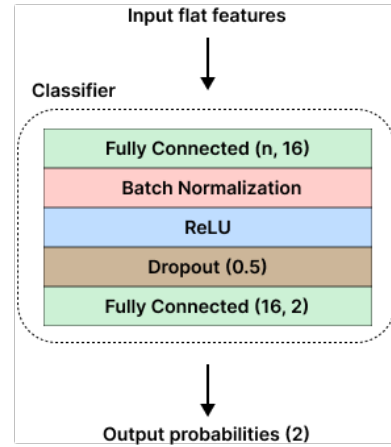 Input flat features
Classifier
Fully Connected (n, 16)
Batch Normalization
ReLU
Dropout (0.5)
Fully Connected (16, 2)
Output probabilities (2)